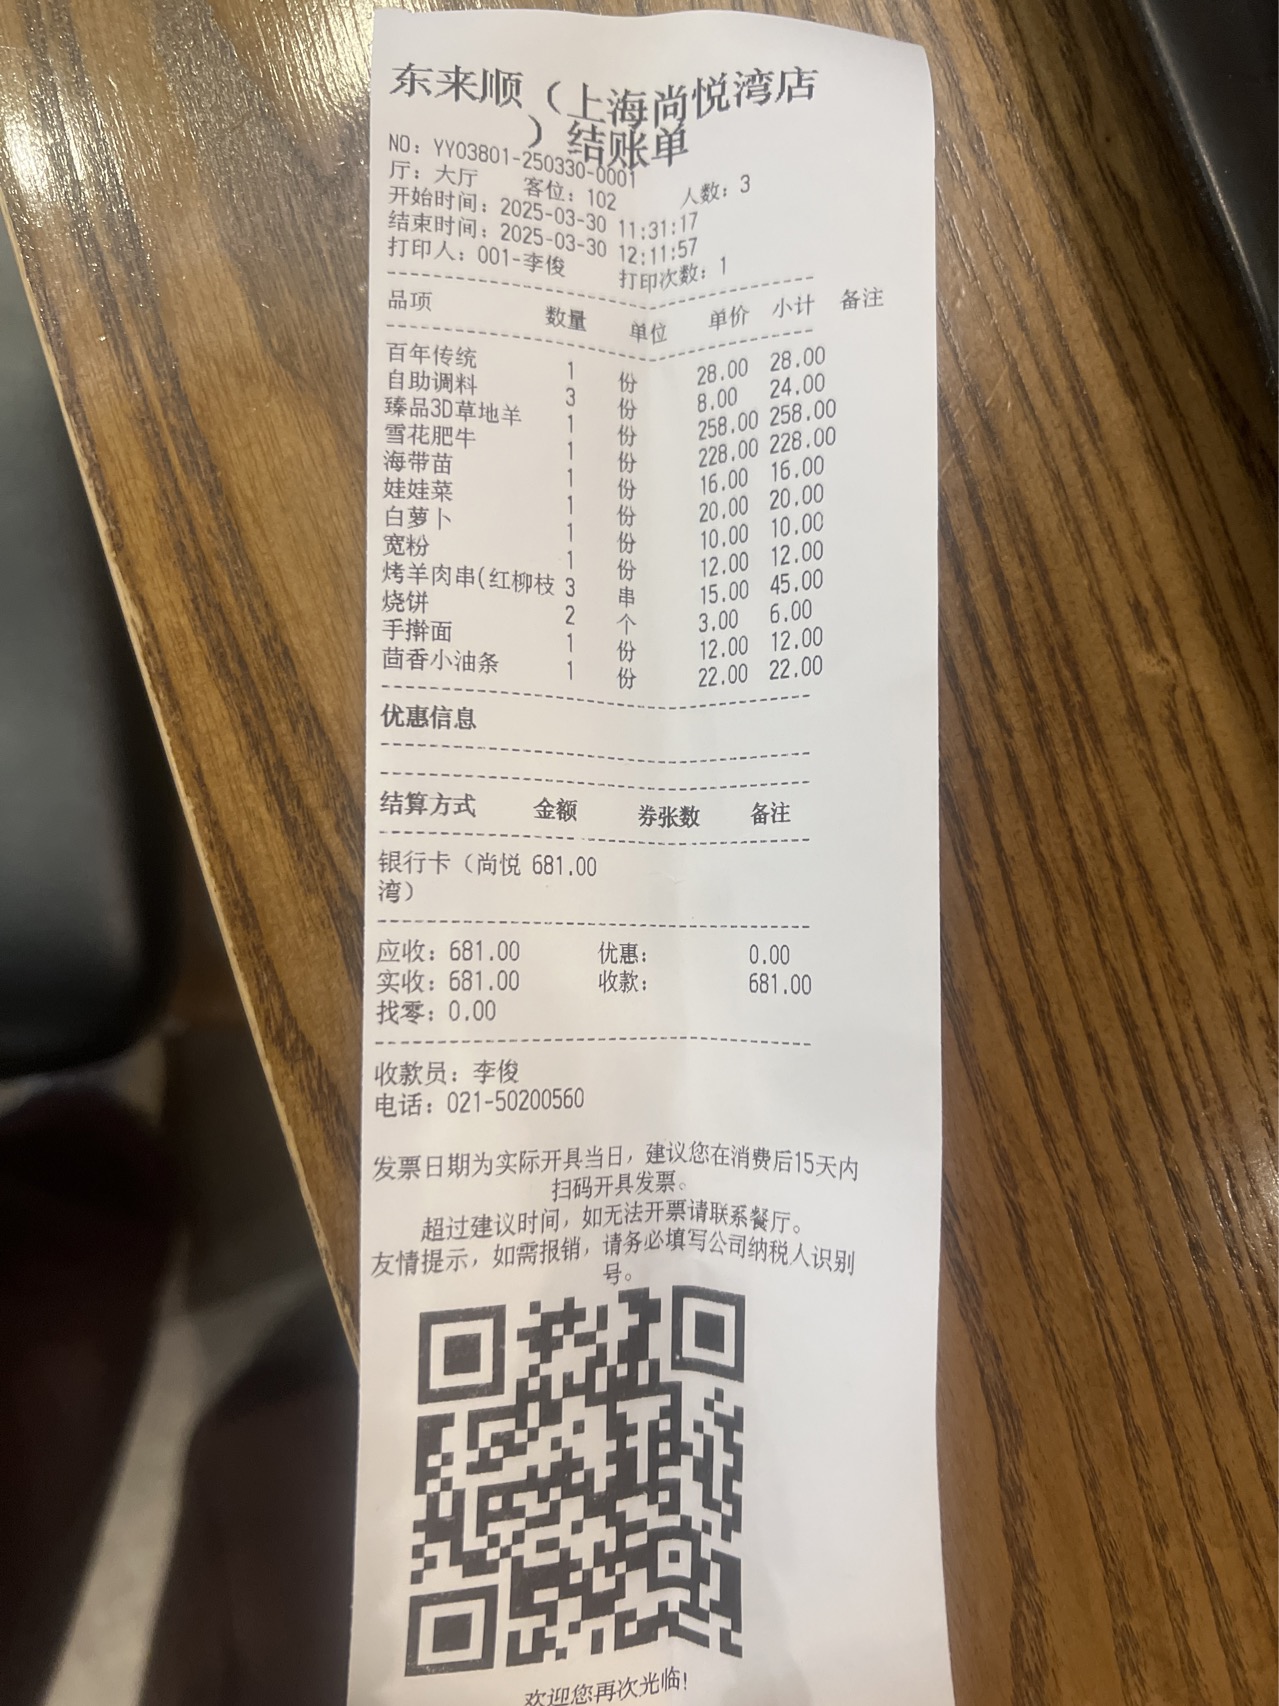 东来顺（上海尚悦湾店
）结账单
NO：YY03801-250330-0001
厅：大厅 客位：102 人数：3
开始时间：2025-03-30 11:31:17
结束时间：2025-03-30 12:11:57
打印人：001-李俊 打印次数：1
品项 数量 单位 单价 小计 备注
百年传统 1 份 28.00 28.00
自助调料 3 份 8.00 24.00
臻品3D草地羊 1 份 258.00 258.00
雪花肥牛 1 份 228.00 228.00
海带苗 1 份 16.00 16.00
娃娃菜 1 份 20.00 20.00
白萝卜 1 份 10.00 10.00
宽粉 1 份 12.00 12.00
烤羊肉串(红柳枝 3 串 15.00 45.00
烧饼 2 个 3.00 6.00
手擀面 1 份 12.00 12.00
茴香小油条 1 份 22.00 22.00
优惠信息
结算方式 金额 券张数 备注
银行卡（尚悦 681.00
湾）
应收：681.00 优惠： 0.00
实收：681.00 收款： 681.00
找零：0.00
收款员：李俊
电话：021-50200560
发票日期为实际开具当日，建议您在消费后15天内
扫码开具发票。
超过建议时间，如无法开票请联系餐厅。
友情提示，如需报销，请务必填写公司纳税人识别
号。
欢迎您再次光临！